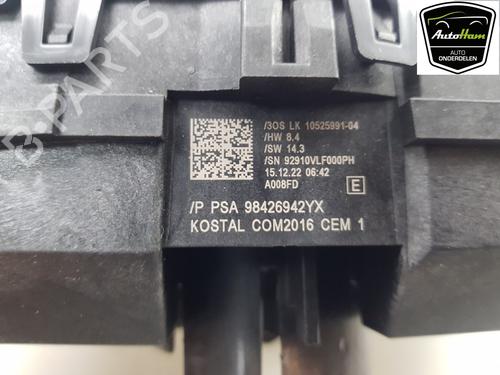 AutoHam
AUTO
ONDERDELEN
/3OS LK 10525991-04
/HW 8.4
/SW 14.3
/SN 92910VLF000PH
15.12.22 06:42
A008FD
E
/P PSA 98426942YX
KOSTAL COM2016 CEM 1